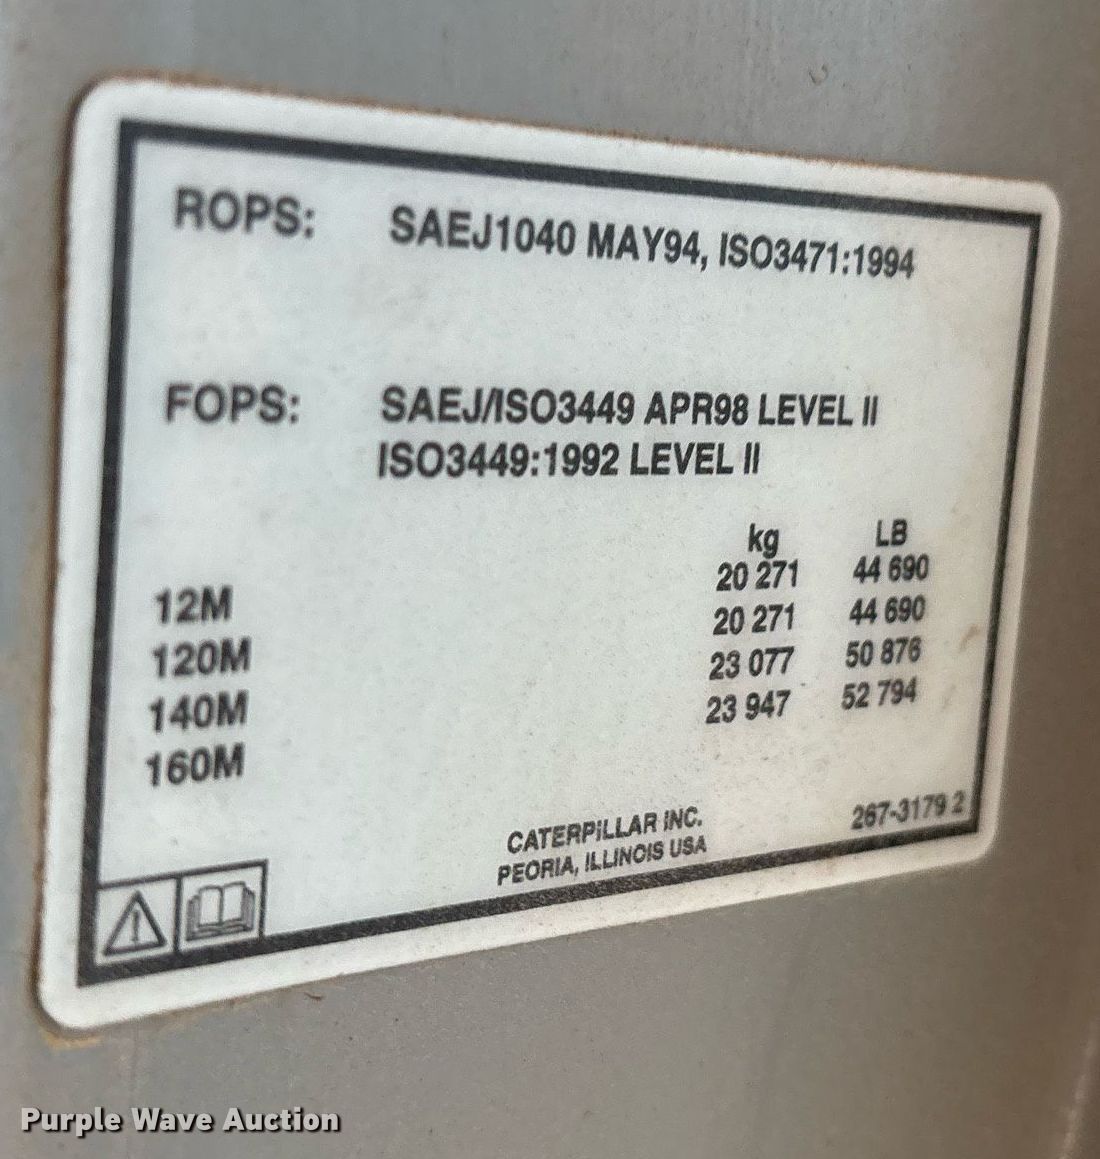 ROPS: SAEJ1040 MAY94, ISO3471:1994
FOPS: SAEJ/ISO3449 APR98 LEVEL II
ISO3449:1992 LEVEL II
kg LB
12M 20 271 44 690
120M 20 271 44 690
140M 23 077 50 876
160M 23 947 52 794
CATERPILLAR INC.
PEORIA, ILLINOIS USA
267-3179 2
Purple Wave Auction